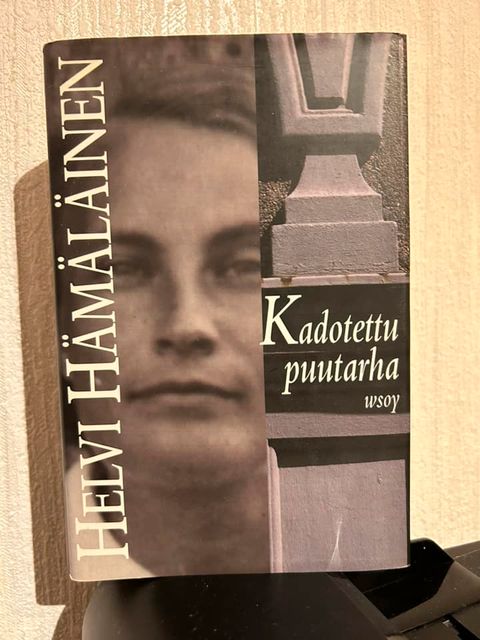 HELVI HÄMÄLÄINEN
Kadotettu
puutarha
wsoy